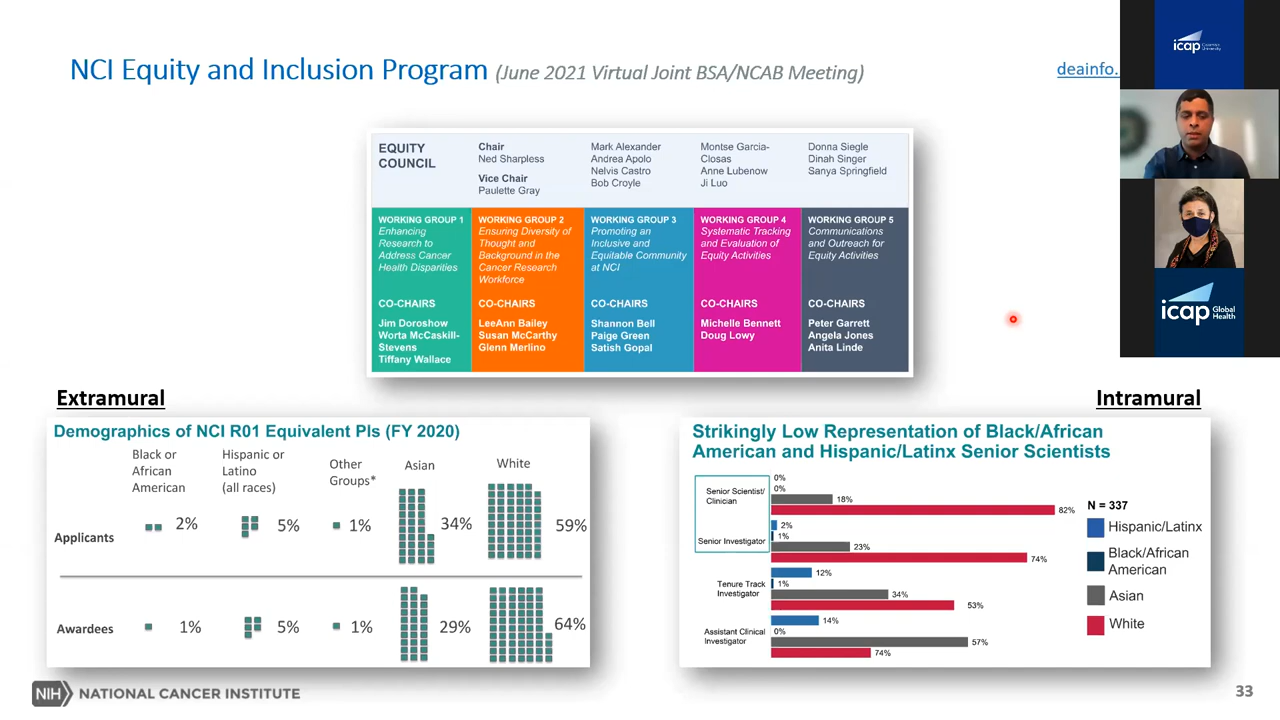 NCI Equity and Inclusion Program (June 2021 Virtual Joint BSA/NCAB Meeting)
deainfo.
icap Columbia University
EQUITY
COUNCIL
Chair
Ned Sharpless
Vice Chair
Paulette Gray
Mark Alexander
Andrea Apolo
Nelvis Castro
Bob Croyle
Montse Garcia-
Closas
Anne Lubenow
Ji Luo
Donna Siegle
Dinah Singer
Sanya Springfield
WORKING GROUP 1
Enhancing
Research to
Address Cancer
Health Disparities
CO-CHAIRS
Jim Doroshow
Worta McCaskill-
Stevens
Tiffany Wallace
WORKING GROUP 2
Ensuring Diversity of
Thought and
Background in the
Cancer Research
Workforce
CO-CHAIRS
LeeAnn Bailey
Susan McCarthy
Glenn Merlino
WORKING GROUP 3
Promoting an
Inclusive and
Equitable Community
at NCI
CO-CHAIRS
Shannon Bell
Paige Green
Satish Gopal
WORKING GROUP 4
Systematic Tracking
and Evaluation of
Equity Activities
CO-CHAIRS
Michelle Bennett
Doug Lowy
WORKING GROUP 5
Communications
and Outreach for
Equity Activities
CO-CHAIRS
Peter Garrett
Angela Jones
Anita Linde
icap Global
Health
Extramural
Demographics of NCI R01 Equivalent PIs (FY 2020)
Black or
African
American
Hispanic or
Latino
(all races)
Other
Groups*
Asian
White
Applicants
2%
5%
1%
34%
59%
Awardees
1%
5%
1%
29%
64%
Intramural
Strikingly Low Representation of Black/African
American and Hispanic/Latinx Senior Scientists
Senior Scientist/
Clinician
0%
0%
18%
82%
Senior Investigator
2%
1%
23%
74%
Tenure Track
Investigator
12%
1%
34%
53%
Assistant Clinical
Investigator
14%
0%
57%
74%
N = 337
Hispanic/Latinx
Black/African
American
Asian
White
NIH NATIONAL CANCER INSTITUTE
33